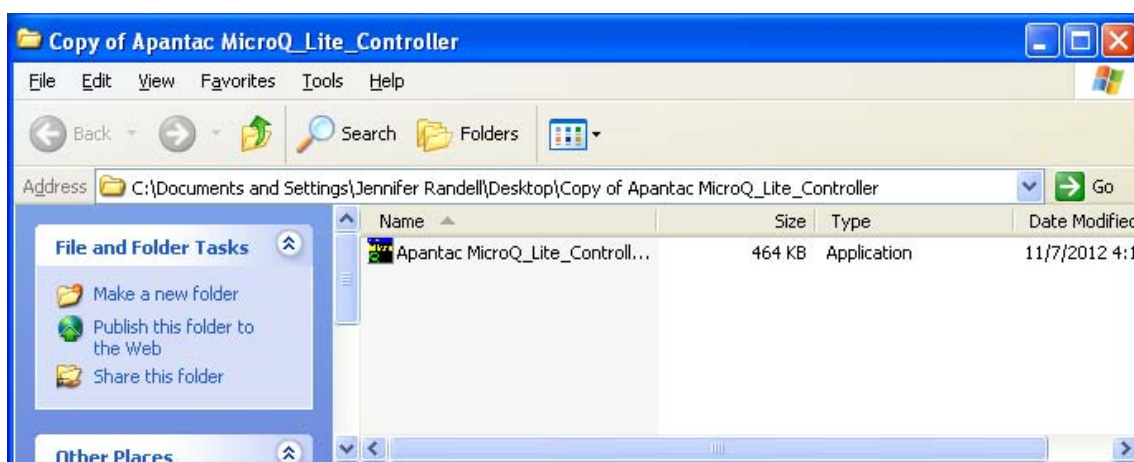 Copy of Apantac MicroQ_Lite_Controller
File Edit View Favorites Tools Help
Back Search Folders
Address C:\Documents and Settings\Jennifer Randell\Desktop\Copy of Apantac MicroQ_Lite_Controller Go
Name Size Type Date Modified
File and Folder Tasks
Apantac MicroQ_Lite_Controll... 464 KB Application 11/7/2012 4:1
Make a new folder
Publish this folder to
the Web
Share this folder
Other Places